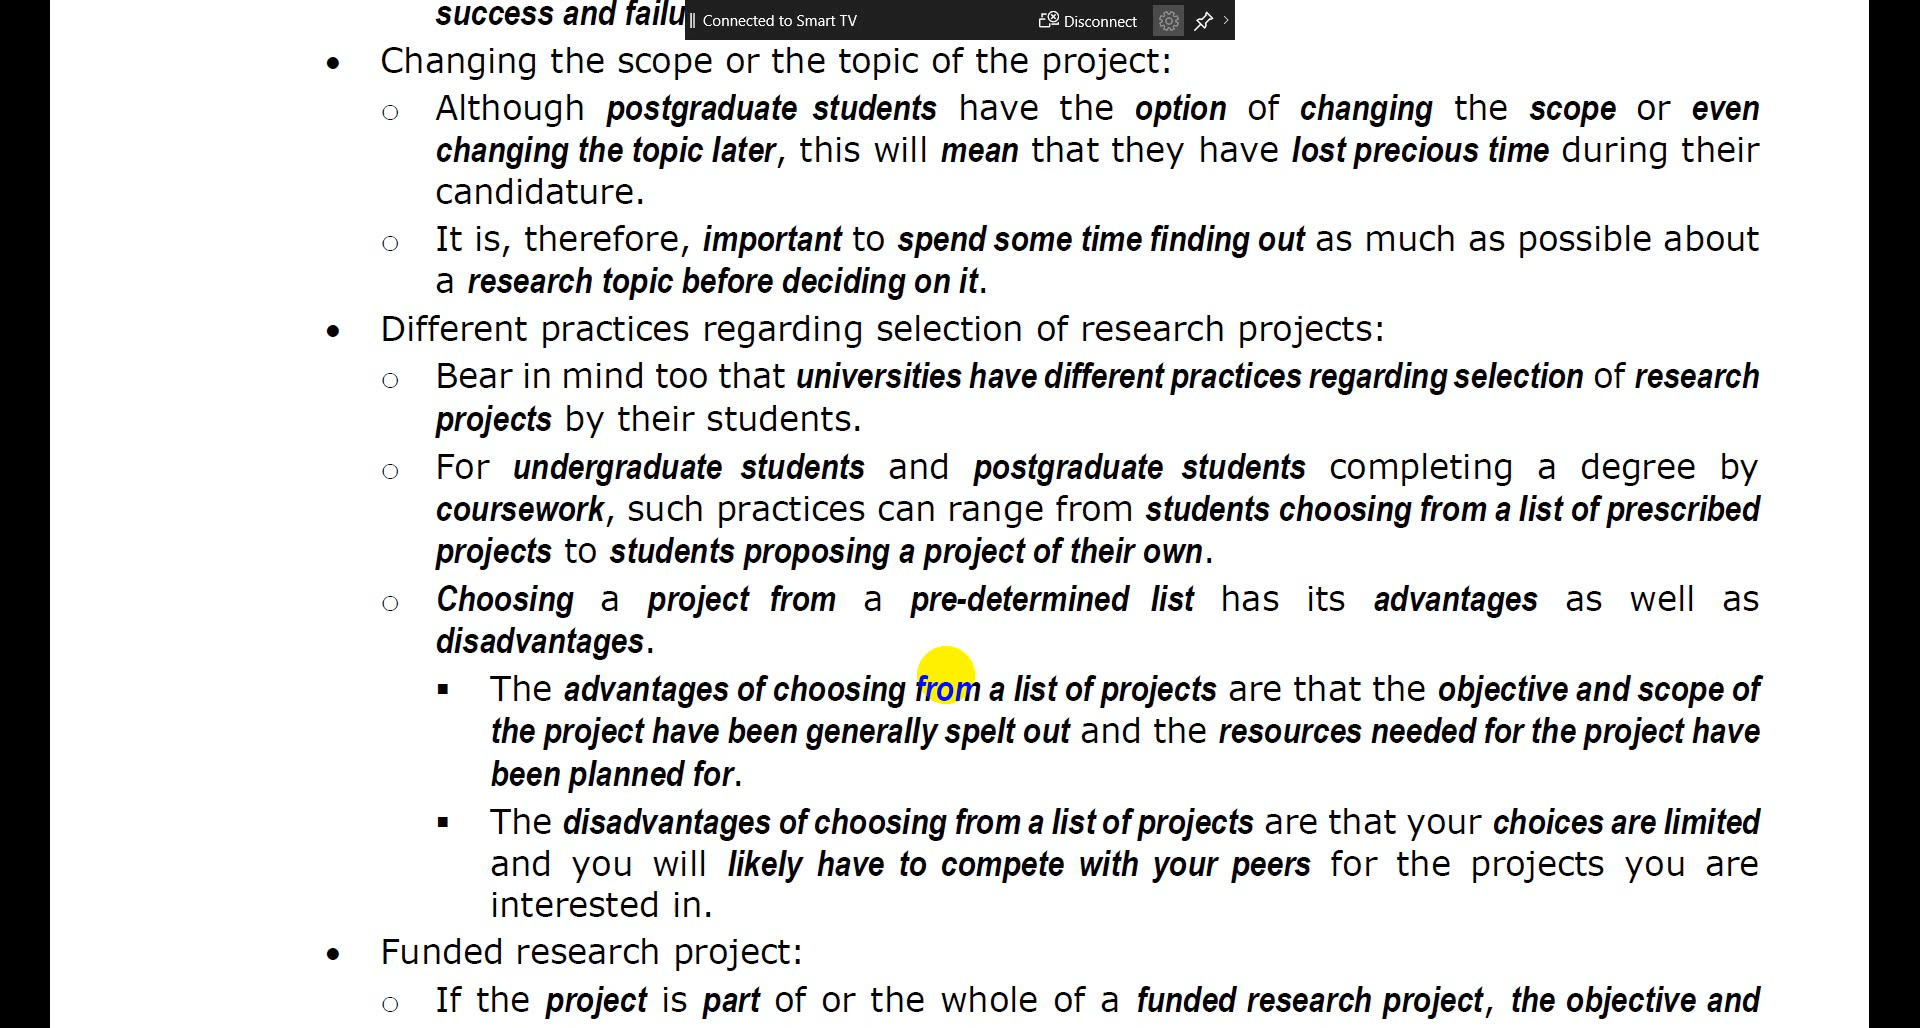 success and failu
Connected to Smart TV
Disconnect
• Changing the scope or the topic of the project:
○ Although postgraduate students have the option of changing the scope or even
changing the topic later, this will mean that they have lost precious time during their
candidature.
○ It is, therefore, important to spend some time finding out as much as possible about
a research topic before deciding on it.
• Different practices regarding selection of research projects:
○ Bear in mind too that universities have different practices regarding selection of research
projects by their students.
○ For undergraduate students and postgraduate students completing a degree by
coursework, such practices can range from students choosing from a list of prescribed
projects to students proposing a project of their own.
○ Choosing a project from a pre-determined list has its advantages as well as
disadvantages.
▪ The advantages of choosing from a list of projects are that the objective and scope of
the project have been generally spelt out and the resources needed for the project have
been planned for.
▪ The disadvantages of choosing from a list of projects are that your choices are limited
and you will likely have to compete with your peers for the projects you are
interested in.
• Funded research project:
○ If the project is part of or the whole of a funded research project, the objective and